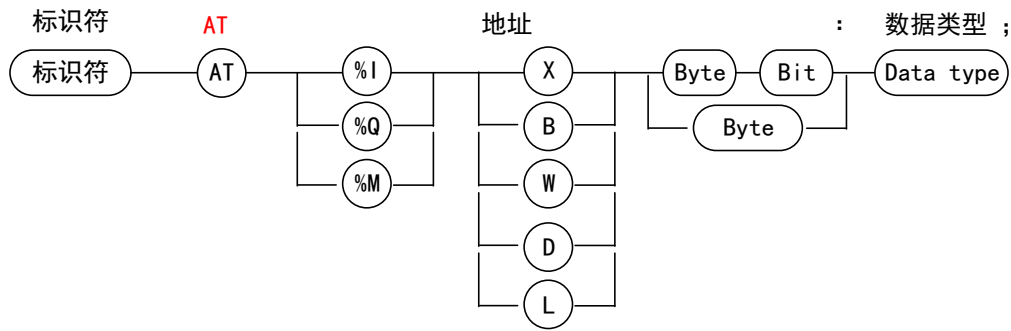 标识符 AT 地址 : 数据类型 ;
标识符 AT %I X Byte Bit Data type
%Q B Byte
%M W
D
L